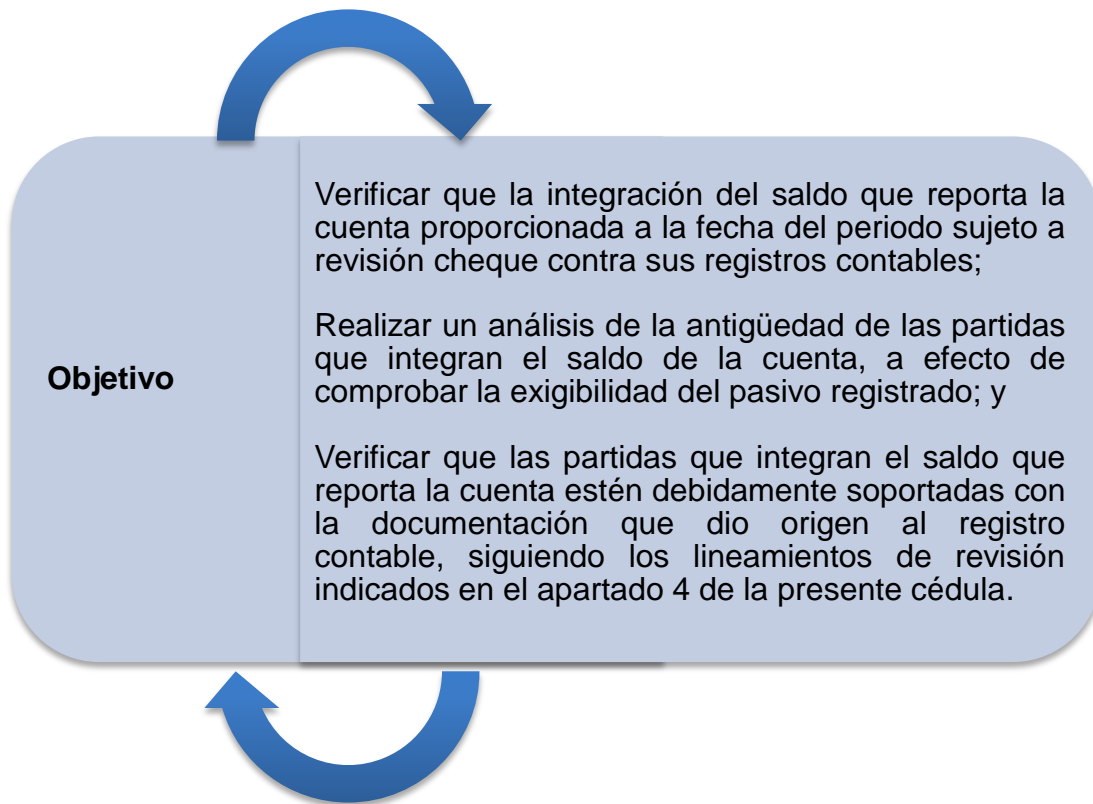 Objetivo
Verificar que la integración del saldo que reporta la
cuenta proporcionada a la fecha del periodo sujeto a
revisión cheque contra sus registros contables;
Realizar un análisis de la antigüedad de las partidas
que integran el saldo de la cuenta, a efecto de
comprobar la exigibilidad del pasivo registrado; y
Verificar que las partidas que integran el saldo que
reporta la cuenta estén debidamente soportadas con
la documentación que dio origen al registro
contable, siguiendo los lineamientos de revisión
indicados en el apartado 4 de la presente cédula.